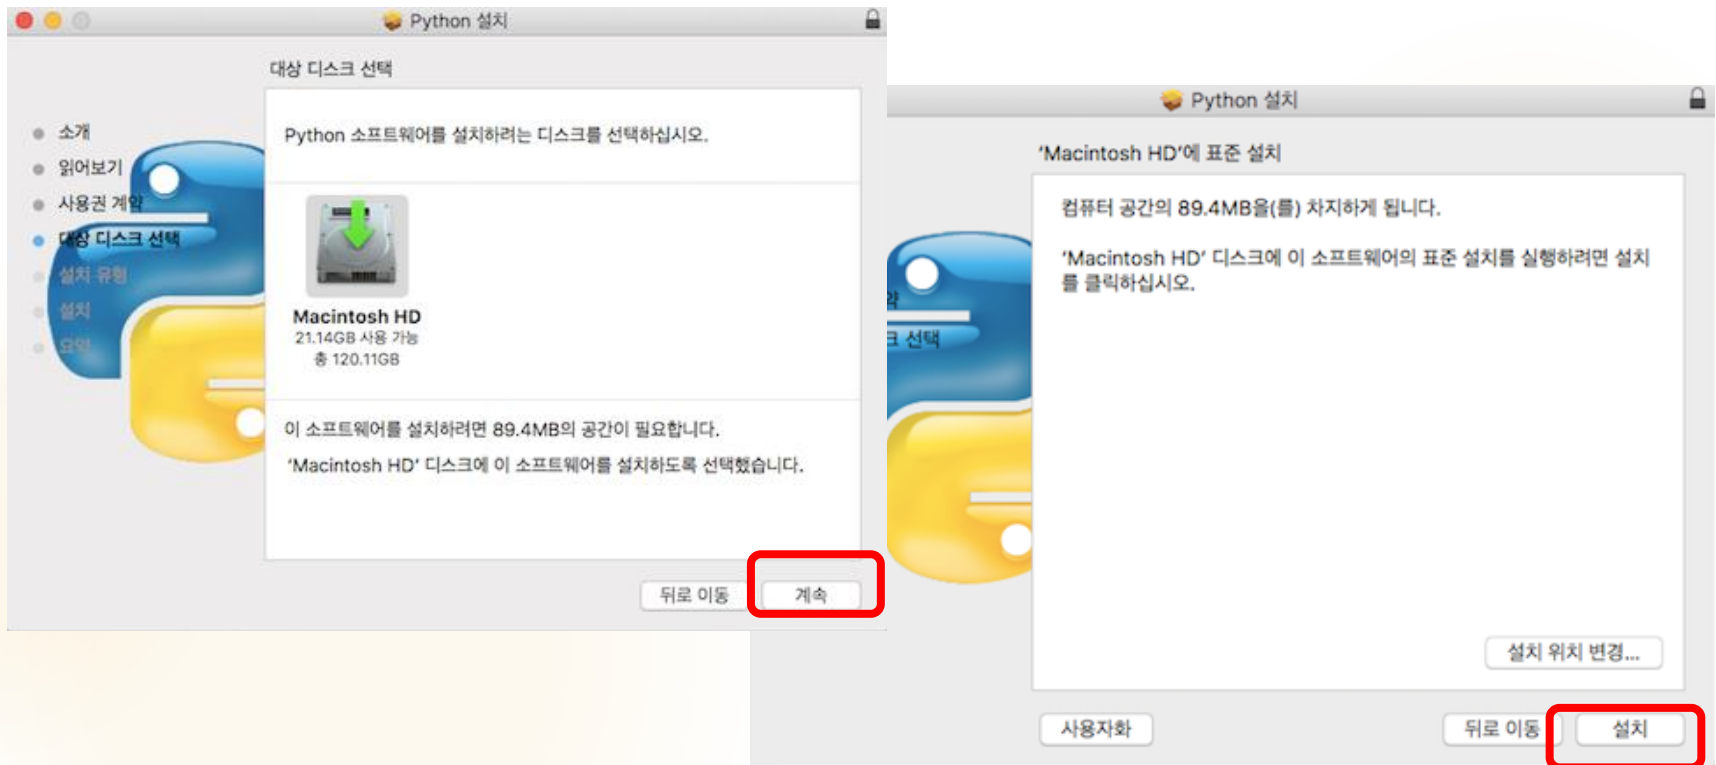 Python 설치
대상 디스크 선택
소개
읽어보기
사용권 계약
대상 디스크 선택
설치 유형
설치
요약
Python 소프트웨어를 설치하려는 디스크를 선택하십시오.
Macintosh HD
21.14GB 사용 가능
총 120.11GB
이 소프트웨어를 설치하려면 89.4MB의 공간이 필요합니다.
‘Macintosh HD’ 디스크에 이 소프트웨어를 설치하도록 선택했습니다.
뒤로 이동
계속
Python 설치
‘Macintosh HD’에 표준 설치
약
크 선택
컴퓨터 공간의 89.4MB을(를) 차지하게 됩니다.
‘Macintosh HD’ 디스크에 이 소프트웨어의 표준 설치를 실행하려면 설치
를 클릭하십시오.
설치 위치 변경...
사용자화
뒤로 이동
설치